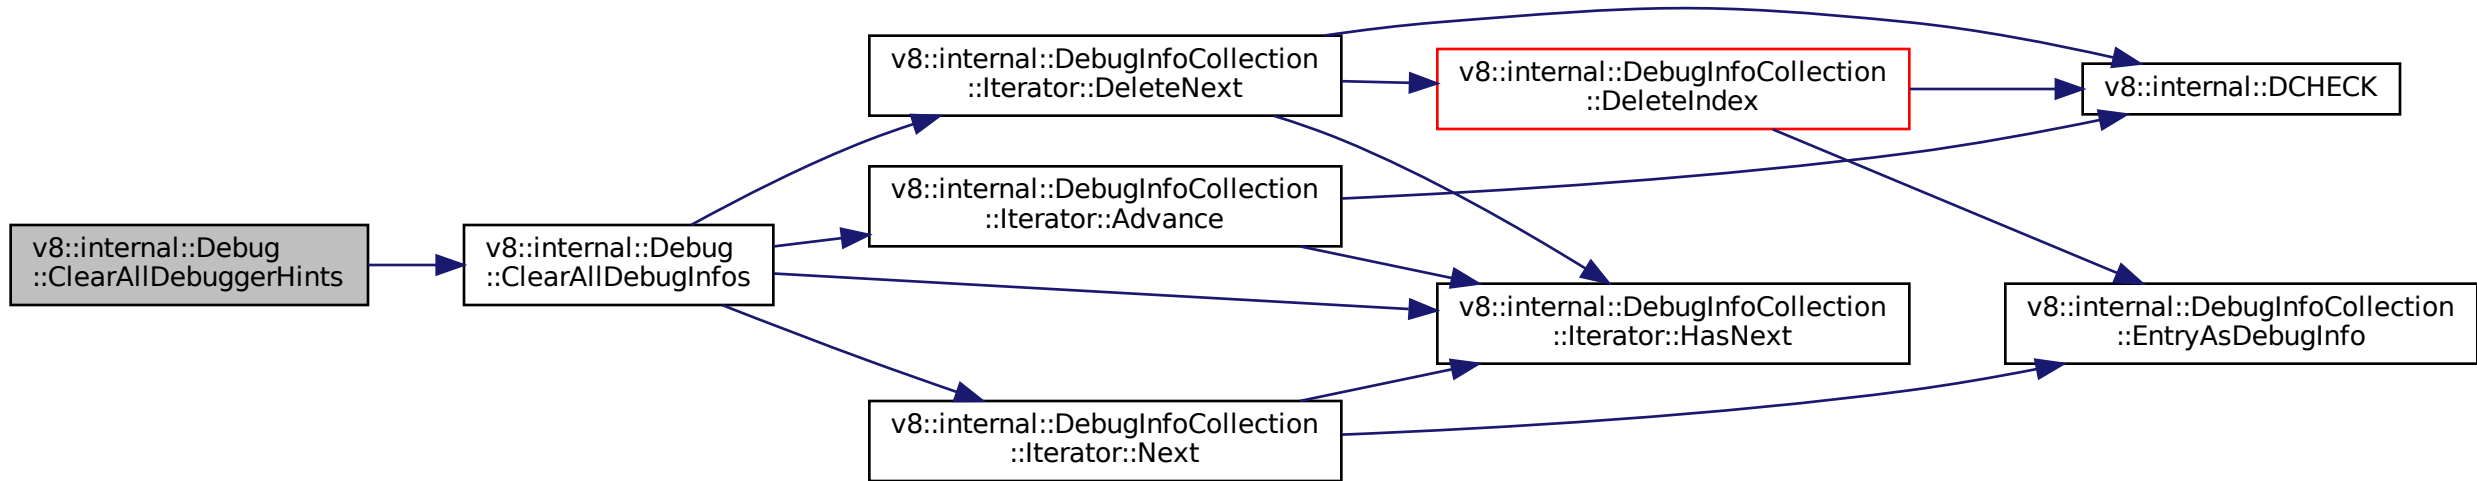 v8::internal::Debug
::ClearAllDebuggerHints
v8::internal::Debug
::ClearAllDebugInfos
v8::internal::DebugInfoCollection
::Iterator::DeleteNext
v8::internal::DebugInfoCollection
::Iterator::Advance
v8::internal::DebugInfoCollection
::Iterator::Next
v8::internal::DebugInfoCollection
::DeleteIndex
v8::internal::DebugInfoCollection
::Iterator::HasNext
v8::internal::DCHECK
v8::internal::DebugInfoCollection
::EntryAsDebugInfo